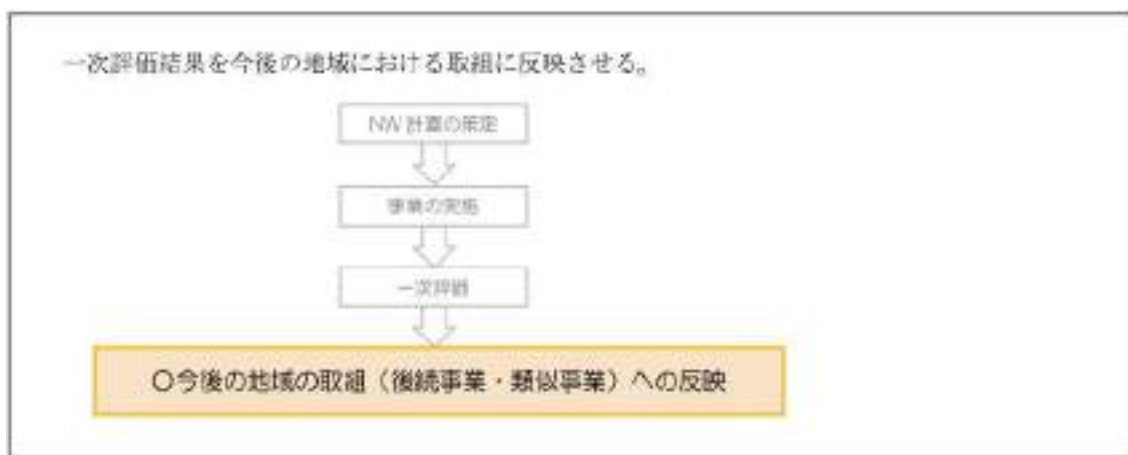 一次評価結果を今後の地域における取組に反映させる。
NW 計画の策定
事業の実施
一次評価
〇今後の地域の取組（後続事業・類似事業）への反映